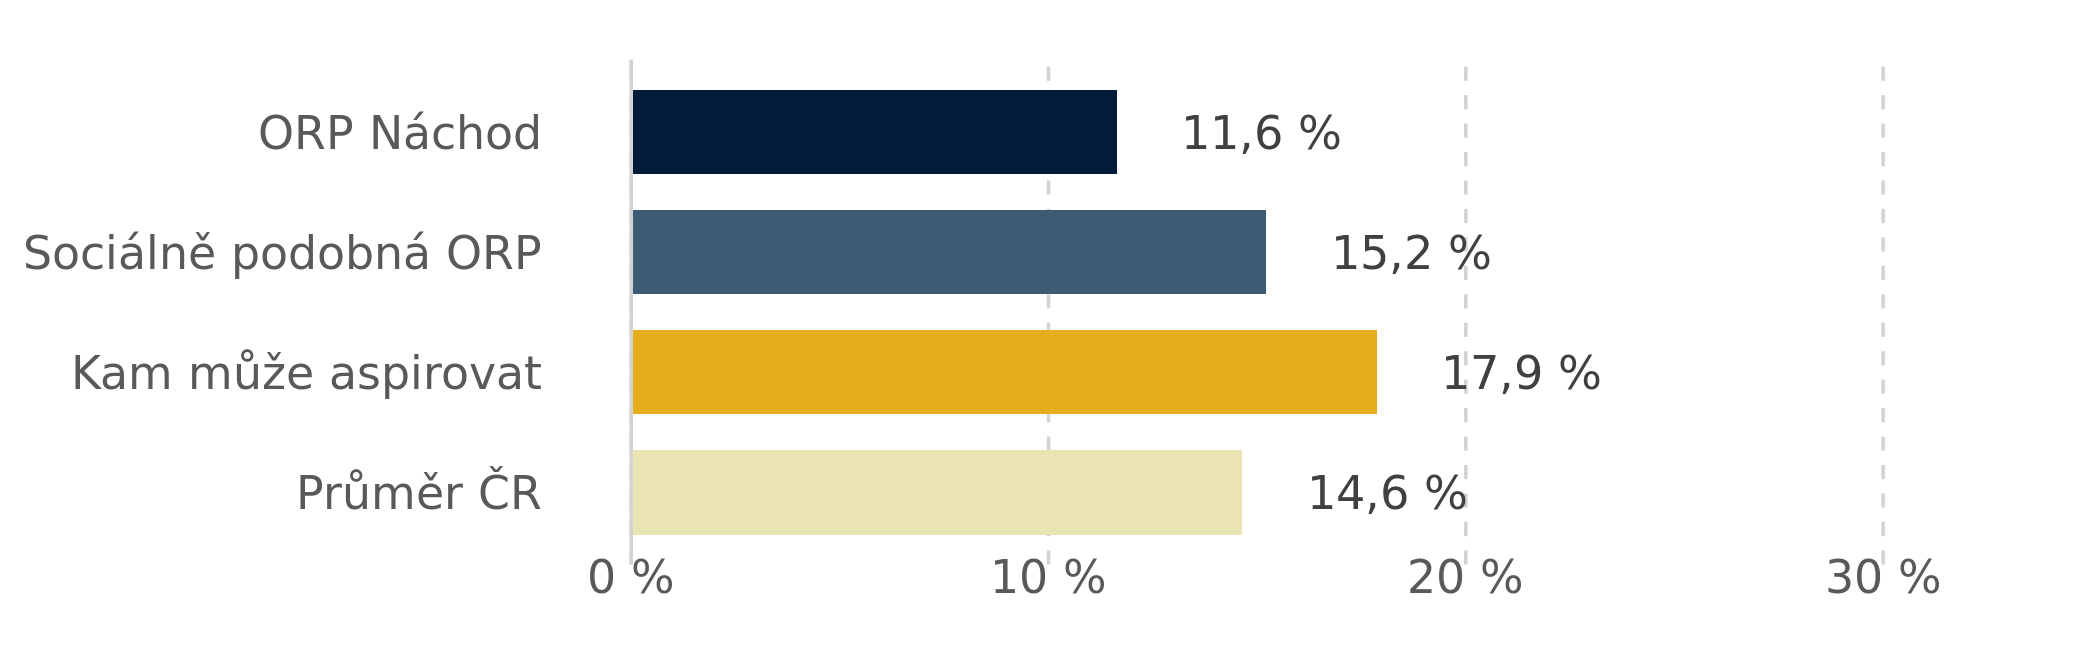 ORP Náchod 11,6 %
Sociálně podobná ORP 15,2 %
Kam může aspirovat 17,9 %
Průměr ČR 14,6 %
0 % 10 % 20 % 30 %